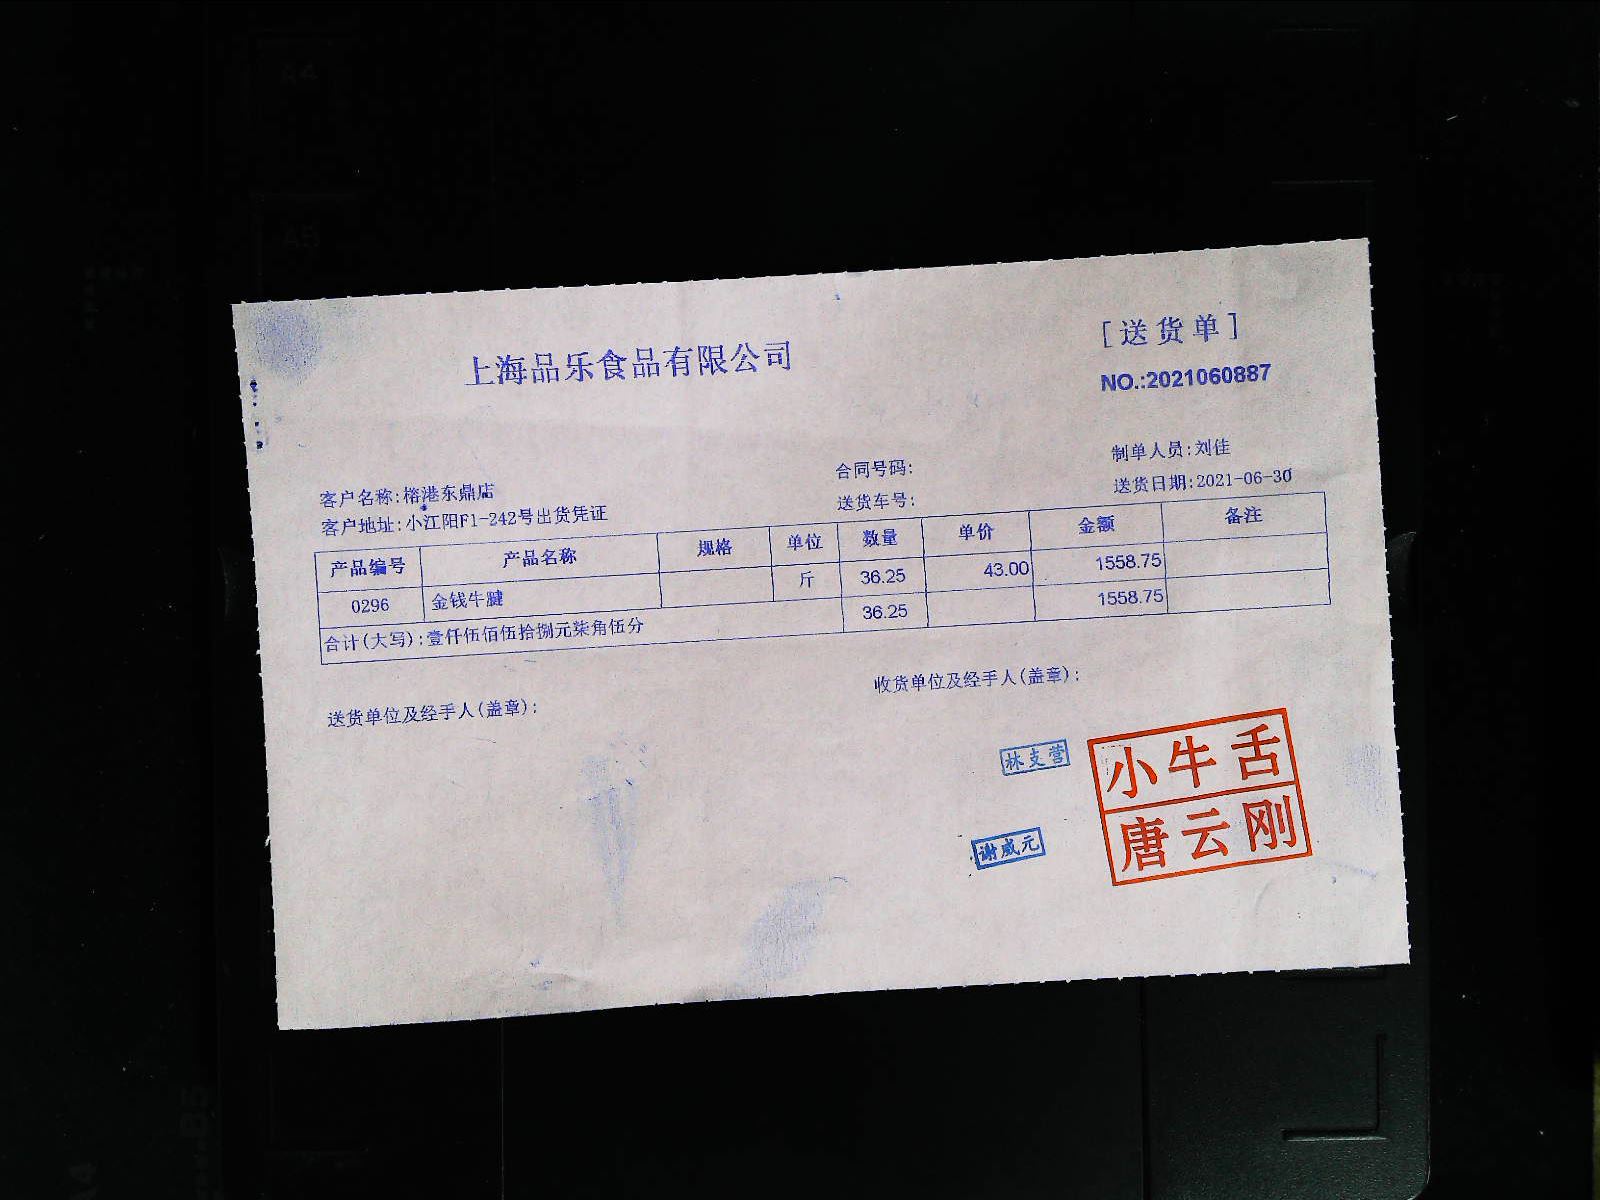 上海品乐食品有限公司
[送货单]
NO.:2021060887
客户名称:榕港东鼎店
合同号码:
制单人员:刘佳
客户地址:小江阳F1-242号出货凭证
送货车号:
送货日期:2021-06-30
产品编号 产品名称 规格 单位 数量 单价 金额 备注
0296 金钱牛腱 斤 36.25 43.00 1558.75
合计(大写):壹仟伍佰伍拾捌元柒角伍分 36.25 1558.75
送货单位及经手人(盖章):
收货单位及经手人(盖章):
林支营
谢威元
小牛舌
唐云刚
A4
A5